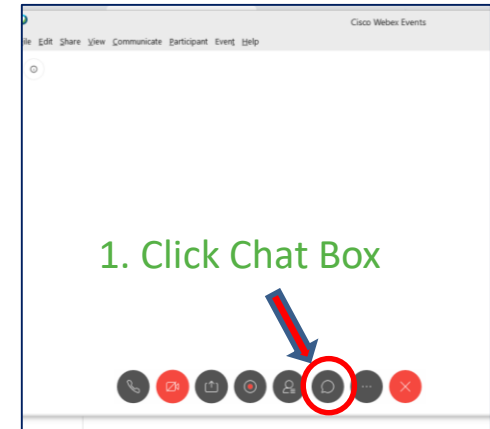 Cisco Webex Events
ile Edit Share View Communicate Participant Event Help
1. Click Chat Box